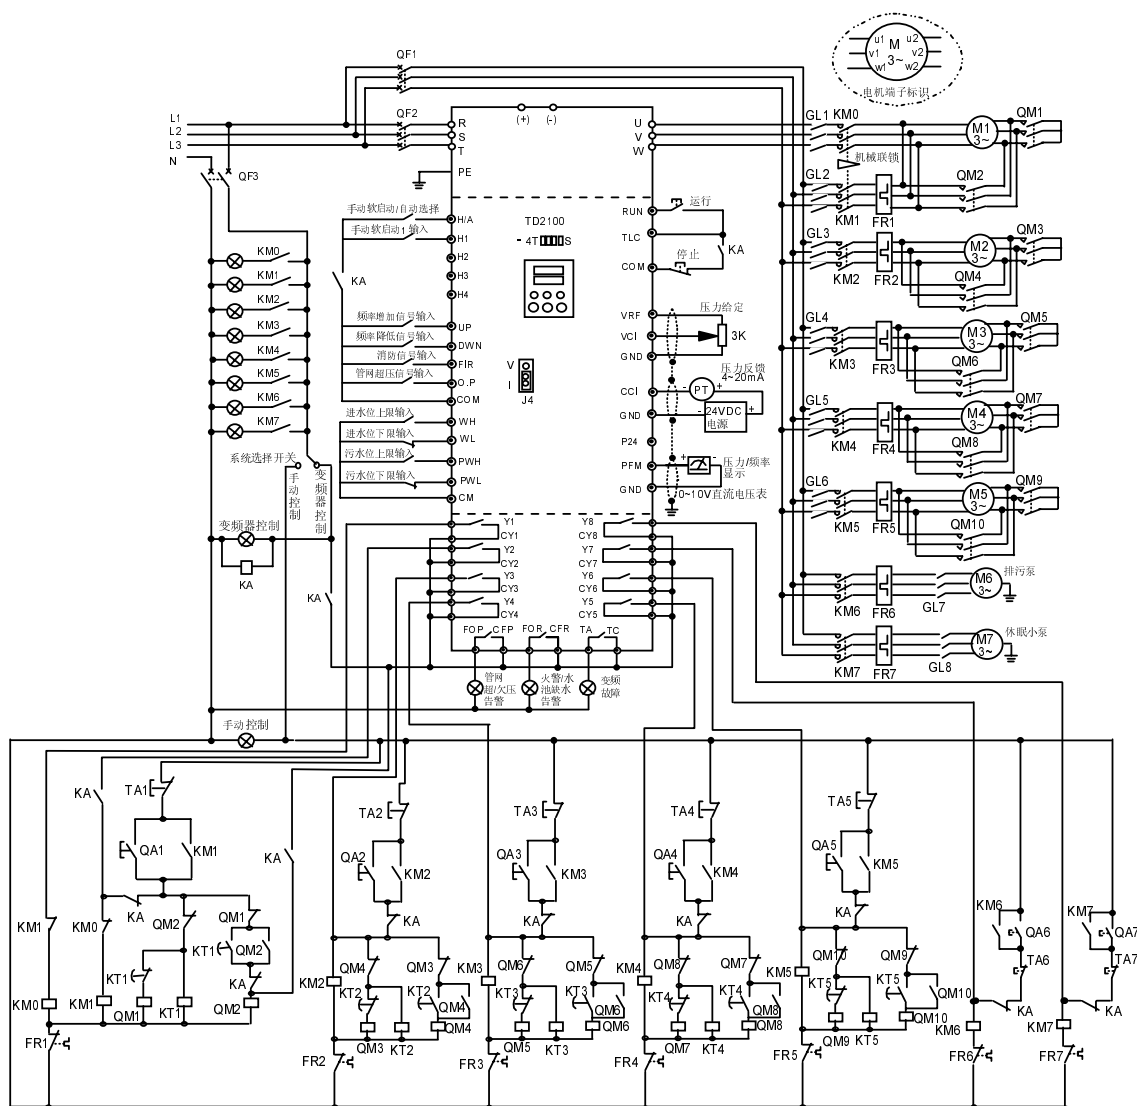 u1 M u2
v1 v2
3~
w1 w2
电机端子标识
QF1
L1
L2
L3
N
QF2
QF3
R
S
T
PE
(+) (-)
U
V
W
GL1 KM0
M1
3~
QM1
机械联锁
GL2
KM1
FR1
QM2
手动软启动/自动选择
H/A
手动软启动1 输入
H1
H2
H3
H4
KA
TD2100
- 4T S
RUN
运行
TLC
KA
停止
COM
GL3
KM2
FR2
M2
3~
QM3
QM4
KM0
KM1
KM2
KM3
KM4
KM5
KM6
KM7
频率增加信号输入
UP
频率降低信号输入
DWN
消防信号输入
FIR
管网超压信号输入
O.P
COM
V
I
J4
压力给定
VRF
VCI
3K
GND
压力反馈
4~20mA
CCI
- PT +
GND
- 24VDC +
电源
P24
PFM
+ -
压力/频率
显示
GND
0~10V直流电压表
GL4
KM3
FR3
M3
3~
QM5
QM6
GL5
KM4
FR4
M4
3~
QM7
QM8
GL6
KM5
FR5
M5
3~
QM9
QM10
进水位上限输入
WH
进水位下限输入
WL
污水位上限输入
PWH
污水位下限输入
PWL
CM
系统选择开关
手动控制
变频器控制
变频器控制
KA
KA
Y1
CY1
Y2
CY2
Y3
CY3
Y4
CY4
Y8
CY8
Y7
CY7
Y6
CY6
Y5
CY5
FOP CFP FOR CFR TA TC
管网
超/欠压
告警
火警/水
池缺水
告警
变频
故障
KM6
FR6
GL7
M6
3~
排污泵
KM7
FR7
GL8
M7
3~
休眠小泵
手动控制
KA
TA1
QA1
KM1
KA
KM1
KM0
KA
QM2
QM1
KT1
QM2
KT1
KA
KM0
KM1
QM1
KT1
QM2
FR1
TA2
QA2
KM2
KA
KM2
QM4
QM3
KT2
KT2
QM4
QM3
KT2
QM4
FR2
TA3
QA3
KM3
KA
KM3
QM6
QM5
KT3
KT3
QM6
QM5
KT3
QM6
FR3
TA4
QA4
KM4
KA
KM4
QM8
QM7
KT4
KT4
QM8
QM7
KT4
QM8
FR4
TA5
QA5
KM5
KA
KM5
QM10
QM9
KT5
KT5
QM10
QM9
KT5
QM10
FR5
KM6
QA6
TA6
KA
KM6
FR6
KM7
QA7
TA7
KA
KM7
FR7